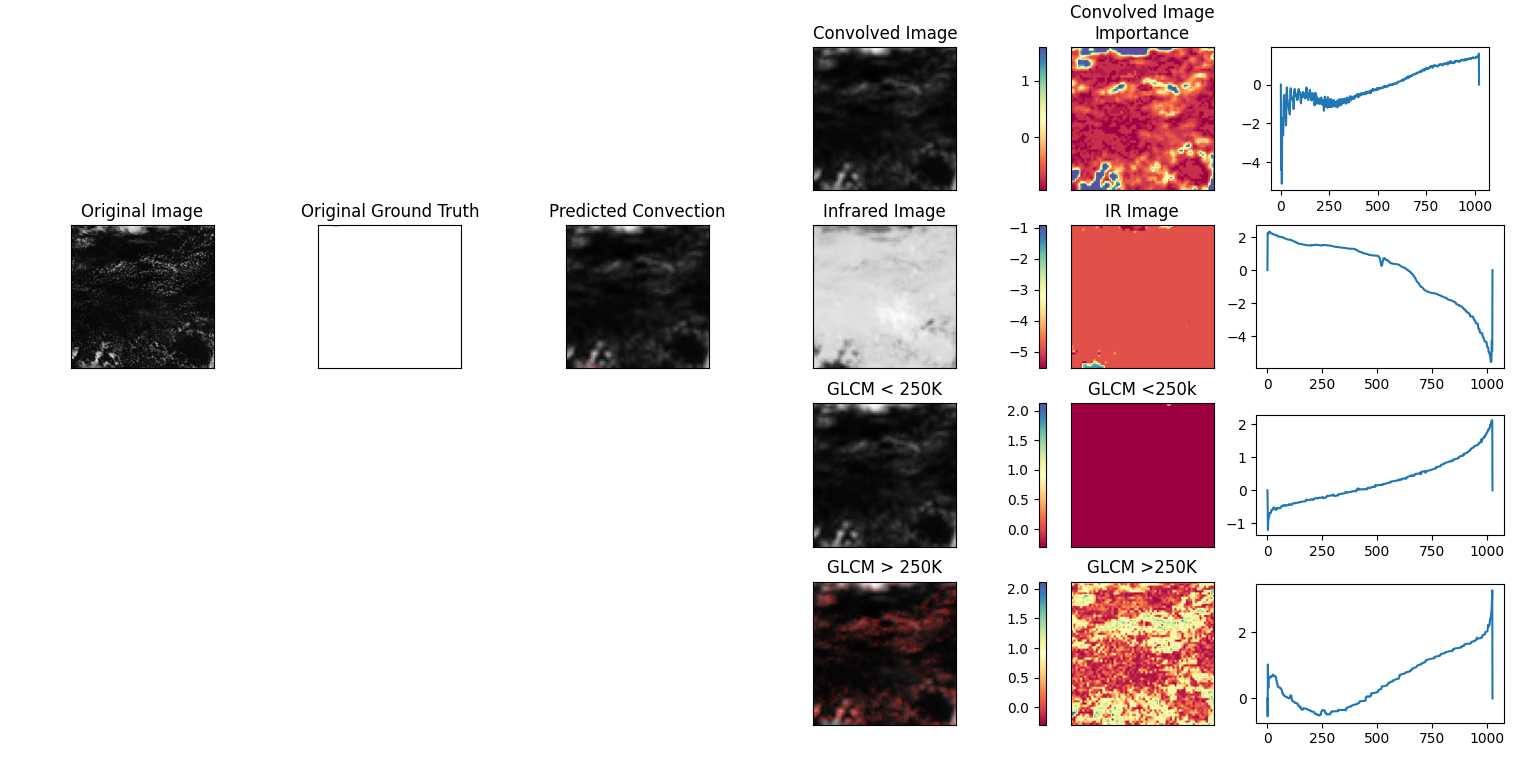 Convolved Image
Convolved Image
Importance
1
0
0
−2
−4
0 250 500 750 1000
Original Image
Original Ground Truth
Predicted Convection
Infrared Image
IR Image
−1
−2
−3
−4
−5
2
0
−2
−4
0 250 500 750 1000
GLCM < 250K
GLCM <250k
2.0
1.5
1.0
0.5
0.0
2
1
0
−1
0 250 500 750 1000
GLCM > 250K
GLCM >250K
2.0
1.5
1.0
0.5
0.0
2
0
0 250 500 750 1000